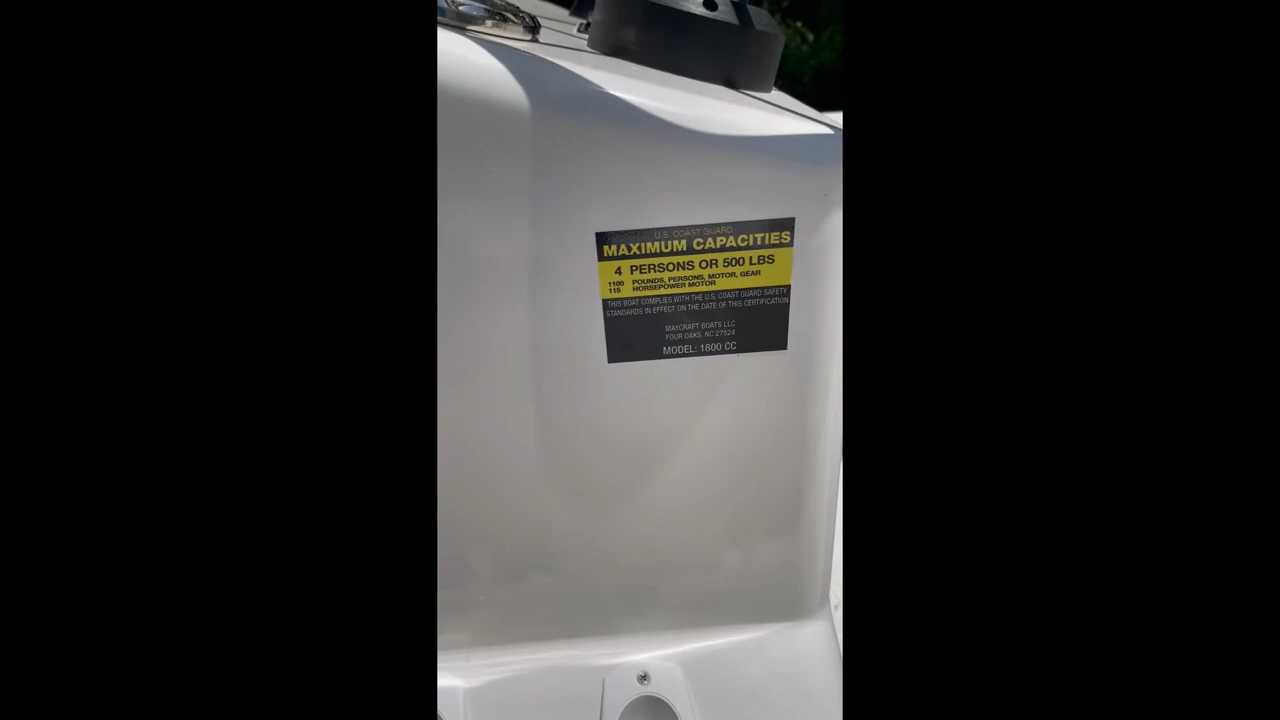 U.S. COAST GUARD
MAXIMUM CAPACITIES
4 PERSONS OR 500 LBS
1100 POUNDS, PERSONS, MOTOR, GEAR
115 HORSEPOWER MOTOR
THIS BOAT COMPLIES WITH THE U.S. COAST GUARD SAFETY
STANDARDS IN EFFECT ON THE DATE OF THIS CERTIFICATION
MAYCRAFT BOATS LLC
FOUR OAKS, NC 27524
MODEL: 1800 CC